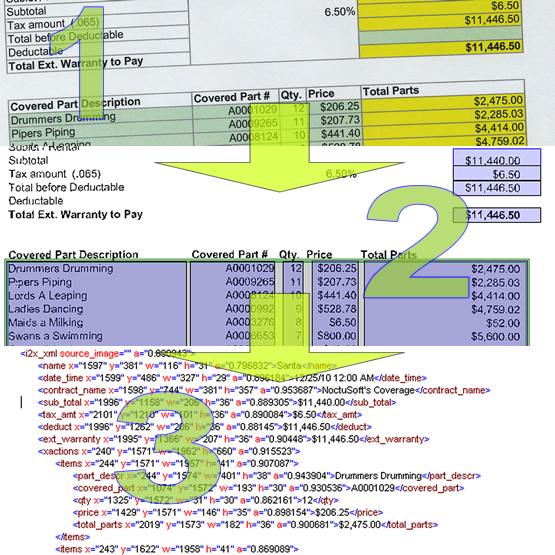 Subtotal $6.50
Tax amount (.065) 6.50% $11,446.50
Total before Deductable
Deductable $11,446.50
Total Ext. Warranty to Pay
1
Covered Part Description Covered Part # Qty. Price Total Parts
Drummers Drumming A0001029 12 $206.25 $2,475.00
Pipers Piping A0009265 11 $207.73 $2,285.03
A0008124 10 $441.40 $4,414.00
$4,759.02
Subtotal $11,440.00
Tax amount (.065) 6.50% $6.50
Total before Deductable $11,446.50
Deductable
Total Ext. Warranty to Pay $11,446.50
2
Covered Part Description Covered Part # Qty. Price Total Parts
Drummers Drumming A0001029 12 $206.25 $2,475.00
Pipers Piping A0009265 11 $207.73 $2,285.03
Lords A Leaping A0008124 10 $441.40 $4,414.00
Ladies Dancing A0000992 9 $528.78 $4,759.02
Maids a Milking A0003276 8 $6.50 $52.00
Swans a Swimming A0008653 7 $800.00 $5,600.00
<i2x_xml source_image="" a="0.890943">
<name x="1597" y="381" w="116" h="31" a="0.796832">Santa</name>
<date_time x="1599" y="486" w="327" h="29" a="0.896184">12/25/10 12:00 AM</date_time>
<contract_name x="1598" y="744" w="381" h="357" a="0.953687">NoctuSoft's Coverage</contract_name>
<sub_total x="1996" y="1158" w="206" h="36" a="0.889305">$11,440.00</sub_total>
<tax_amt x="2101" y="1210" w="101" h="36" a="0.890084">$6.50</tax_amt>
<deduct x="1996" y="1262" w="206" h="36" a="0.88145">$11,446.50</deduct>
<ext_warranty x="1995" y="1366" w="207" h="36" a="0.90488">$11,446.50</ext_warranty>
3
<xactions x="240" y="1571" w="1962" h="660" a="0.915523">
<items x="244" y="1571" w="1957" h="41" a="0.907087">
<part_descr x="244" y="1574" w="401" h="38" a="0.943904">Drummers Drumming</part_descr>
<covered_part x="1074" y="1572" w="193" h="30" a="0.930536">A0001029</covered_part>
<qty x="1325" y="1572" w="31" h="30" a="0.862161">12</qty>
<price x="1429" y="1571" w="146" h="35" a="0.898154">$206.25</price>
<total_parts x="2019" y="1573" w="182" h="36" a="0.900681">$2,475.00</total_parts>
</items>
<items x="243" y="1622" w="1958" h="41" a="0.869089">